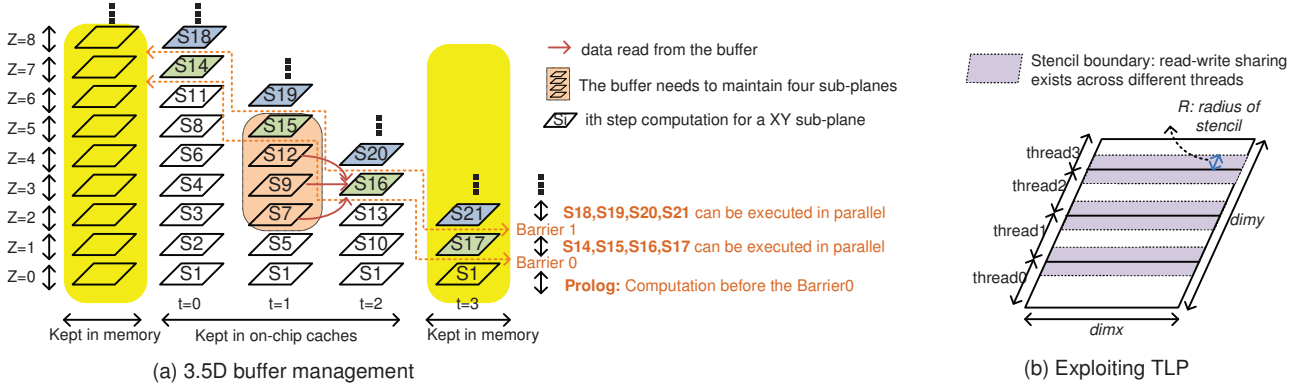 Z=8
Z=7
Z=6
Z=5
Z=4
Z=3
Z=2
Z=1
Z=0
S18
S14
S11
S8
S6
S4
S3
S2
S1
t=0
S19
S15
S12
S9
S7
S5
S1
t=1
S20
S16
S13
S10
S1
t=2
S21
S17
S1
t=3
Barrier 1
Barrier 0
Kept in memory
Kept in on-chip caches
Kept in memory
data read from the buffer
The buffer needs to maintain four sub-planes
Si
ith step computation for a XY sub-plane
S18,S19,S20,S21 can be executed in parallel
S14,S15,S16,S17 can be executed in parallel
Prolog: Computation before the Barrier0
(a) 3.5D buffer management
Stencil boundary: read-write sharing
exists across different threads
R: radius of
stencil
thread3
thread2
thread1
thread0
dimy
dimx
(b) Exploiting TLP